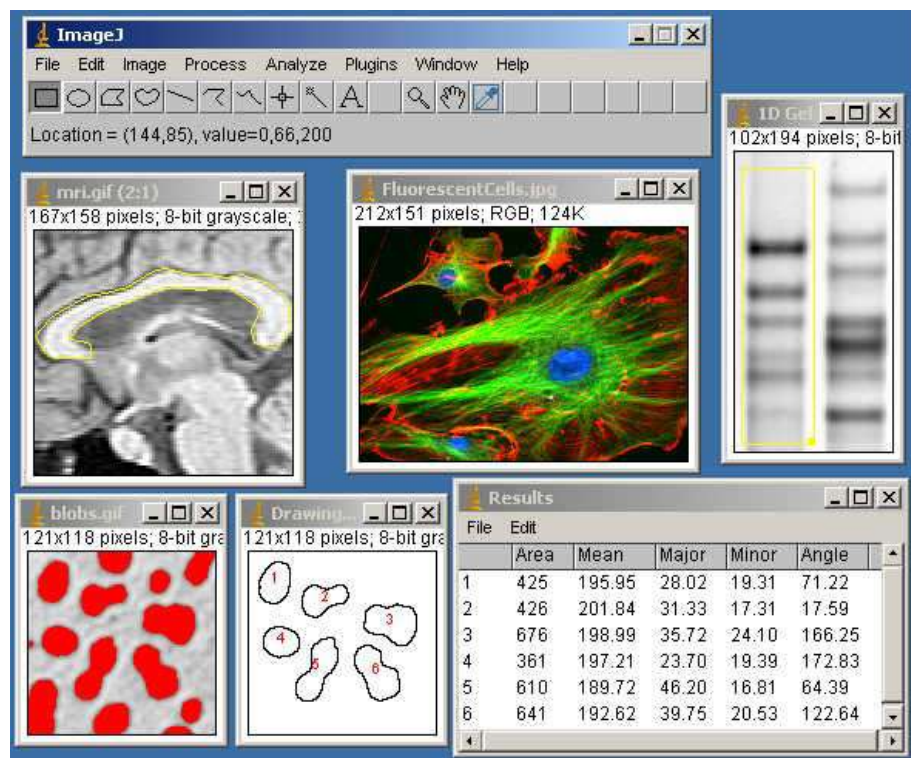 ImageJ
File Edit Image Process Analyze Plugins Window Help
A
Location = (144,85), value=0,66,200
1D Gel
102x194 pixels; 8-bit
mri.gif (2:1)
167x158 pixels; 8-bit grayscale;
FluorescentCells.jpg
212x151 pixels; RGB; 124K
blobs.gif
121x118 pixels; 8-bit gra
Drawing...
121x118 pixels; 8-bit gra
1
2
3
4
5
6
Results
File Edit
Area Mean Major Minor Angle
1 425 195.95 28.02 19.31 71.22
2 426 201.84 31.33 17.31 17.59
3 676 198.99 35.72 24.10 166.25
4 361 197.21 23.70 19.39 172.83
5 610 189.72 46.20 16.81 64.39
6 641 192.62 39.75 20.53 122.64